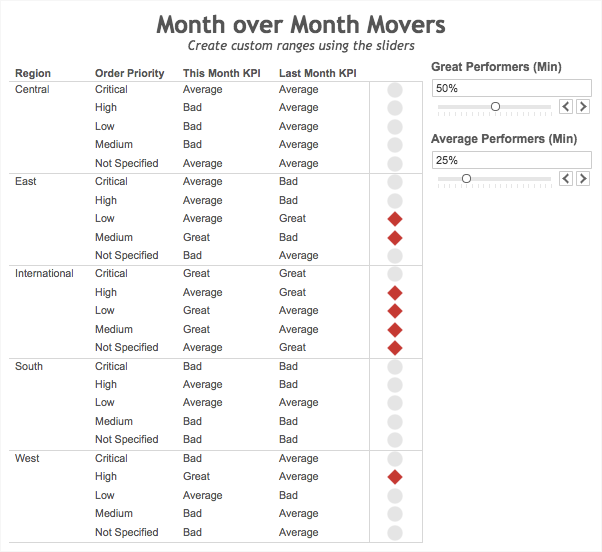 Month over Month Movers
Create custom ranges using the sliders
Region Order Priority This Month KPI Last Month KPI
Central Critical Average Average
High Bad Average
Low Bad Average
Medium Bad Average
Not Specified Average Average
East Critical Average Bad
High Average Bad
Low Average Great
Medium Great Bad
Not Specified Bad Average
International Critical Great Great
High Average Great
Low Great Average
Medium Great Average
Not Specified Average Great
South Critical Bad Bad
High Average Bad
Low Average Average
Medium Bad Bad
Not Specified Bad Bad
West Critical Bad Average
High Great Average
Low Average Bad
Medium Bad Average
Not Specified Bad Average
Great Performers (Min)
50%
Average Performers (Min)
25%